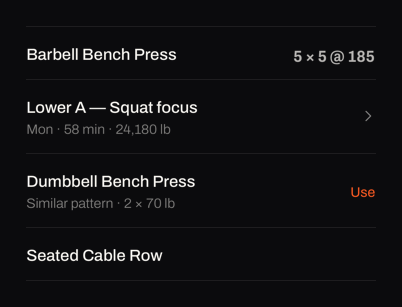 Barbell Bench Press 5 × 5 @ 185
Lower A — Squat focus
Mon · 58 min · 24,180 lb
Dumbbell Bench Press
Similar pattern · 2 × 70 lb
Use
Seated Cable Row